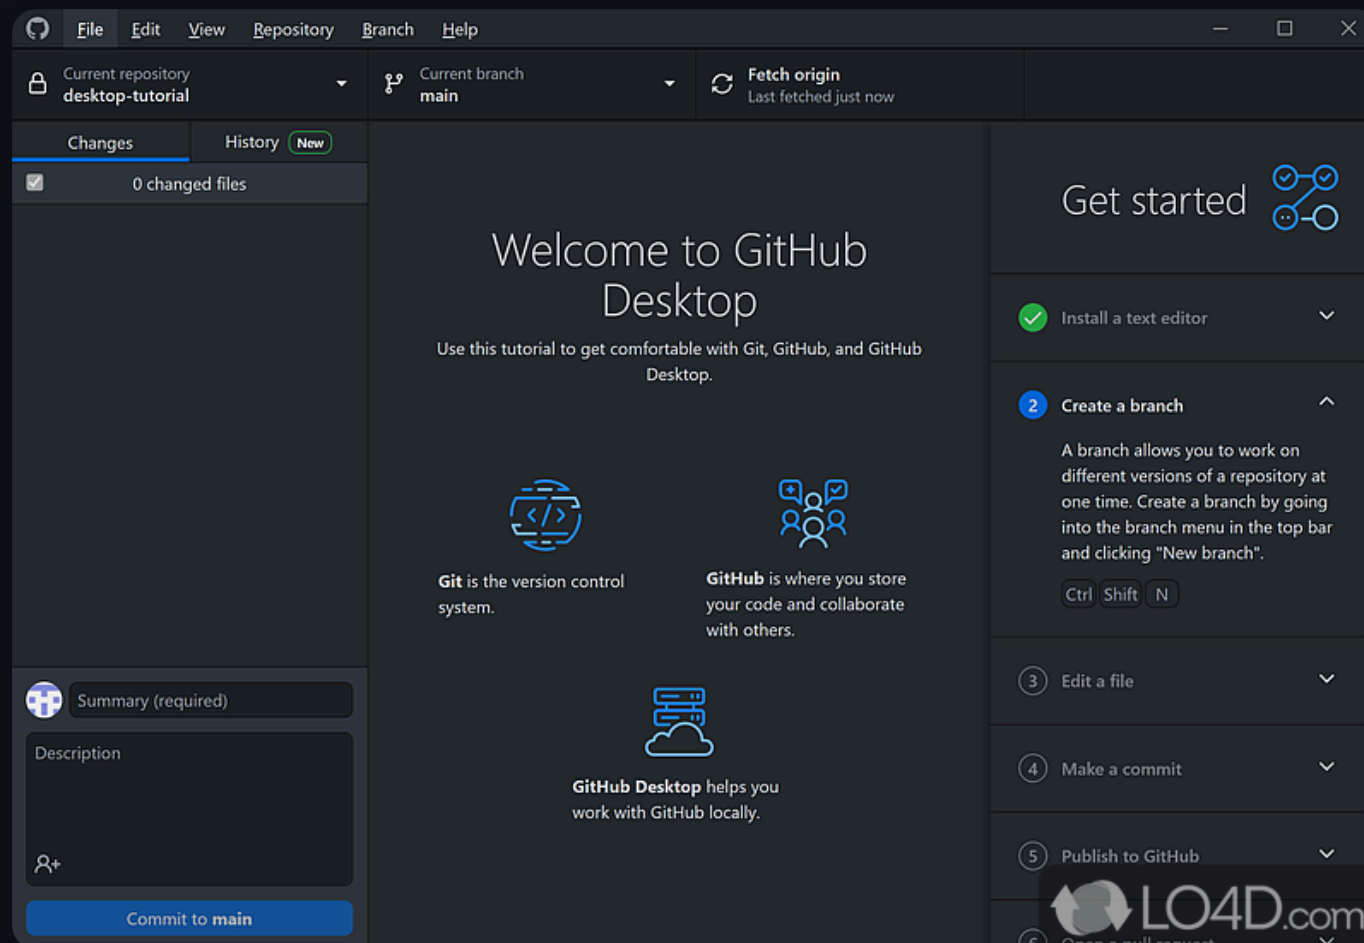 File Edit View Repository Branch Help
Current repository
desktop-tutorial
Current branch
main
Fetch origin
Last fetched just now
Changes
History New
0 changed files
Summary (required)
Description
Commit to main
Welcome to GitHub
Desktop
Use this tutorial to get comfortable with Git, GitHub, and GitHub
Desktop.
Git is the version control
system.
GitHub is where you store
your code and collaborate
with others.
GitHub Desktop helps you
work with GitHub locally.
Get started
Install a text editor
2 Create a branch
A branch allows you to work on
different versions of a repository at
one time. Create a branch by going
into the branch menu in the top bar
and clicking "New branch".
Ctrl Shift N
3 Edit a file
4 Make a commit
5 Publish to GitHub
LO4D.com